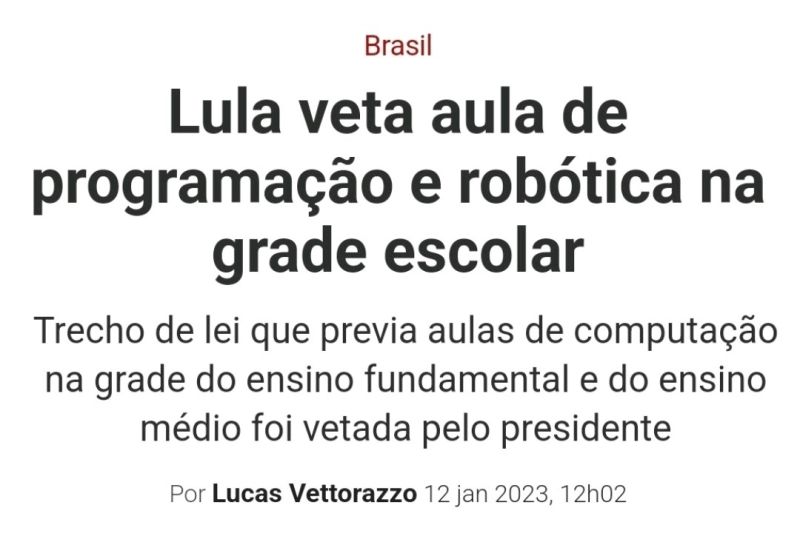 Brasil
Lula veta aula de
programação e robótica na
grade escolar
Trecho de lei que previa aulas de computação
na grade do ensino fundamental e do ensino
médio foi vetada pelo presidente
Por Lucas Vettorazzo 12 jan 2023, 12h02